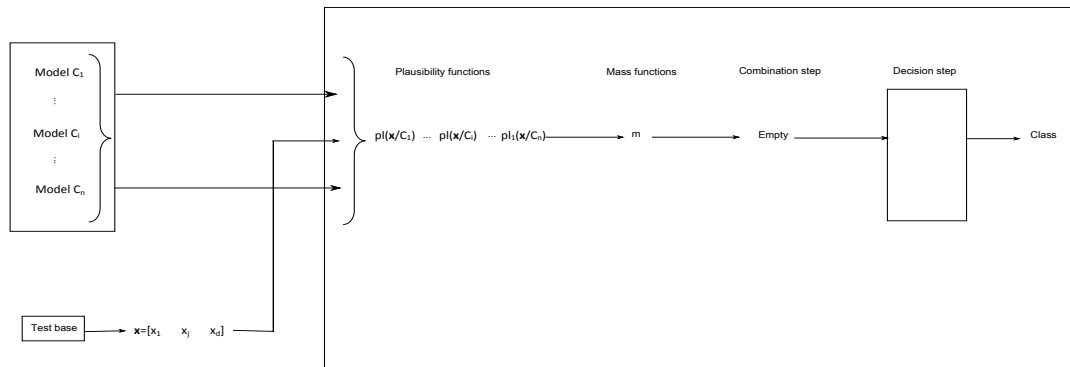 Model C₁
⋮
Model Cᵢ
⋮
Model Cₙ
Plausibility functions
Mass functions
Combination step
Decision step
pl(x/C₁) ... pl(x/Cᵢ) ... pl₁(x/Cₙ)
m
Empty
Class
Test base
x=[x₁ xⱼ x_d]